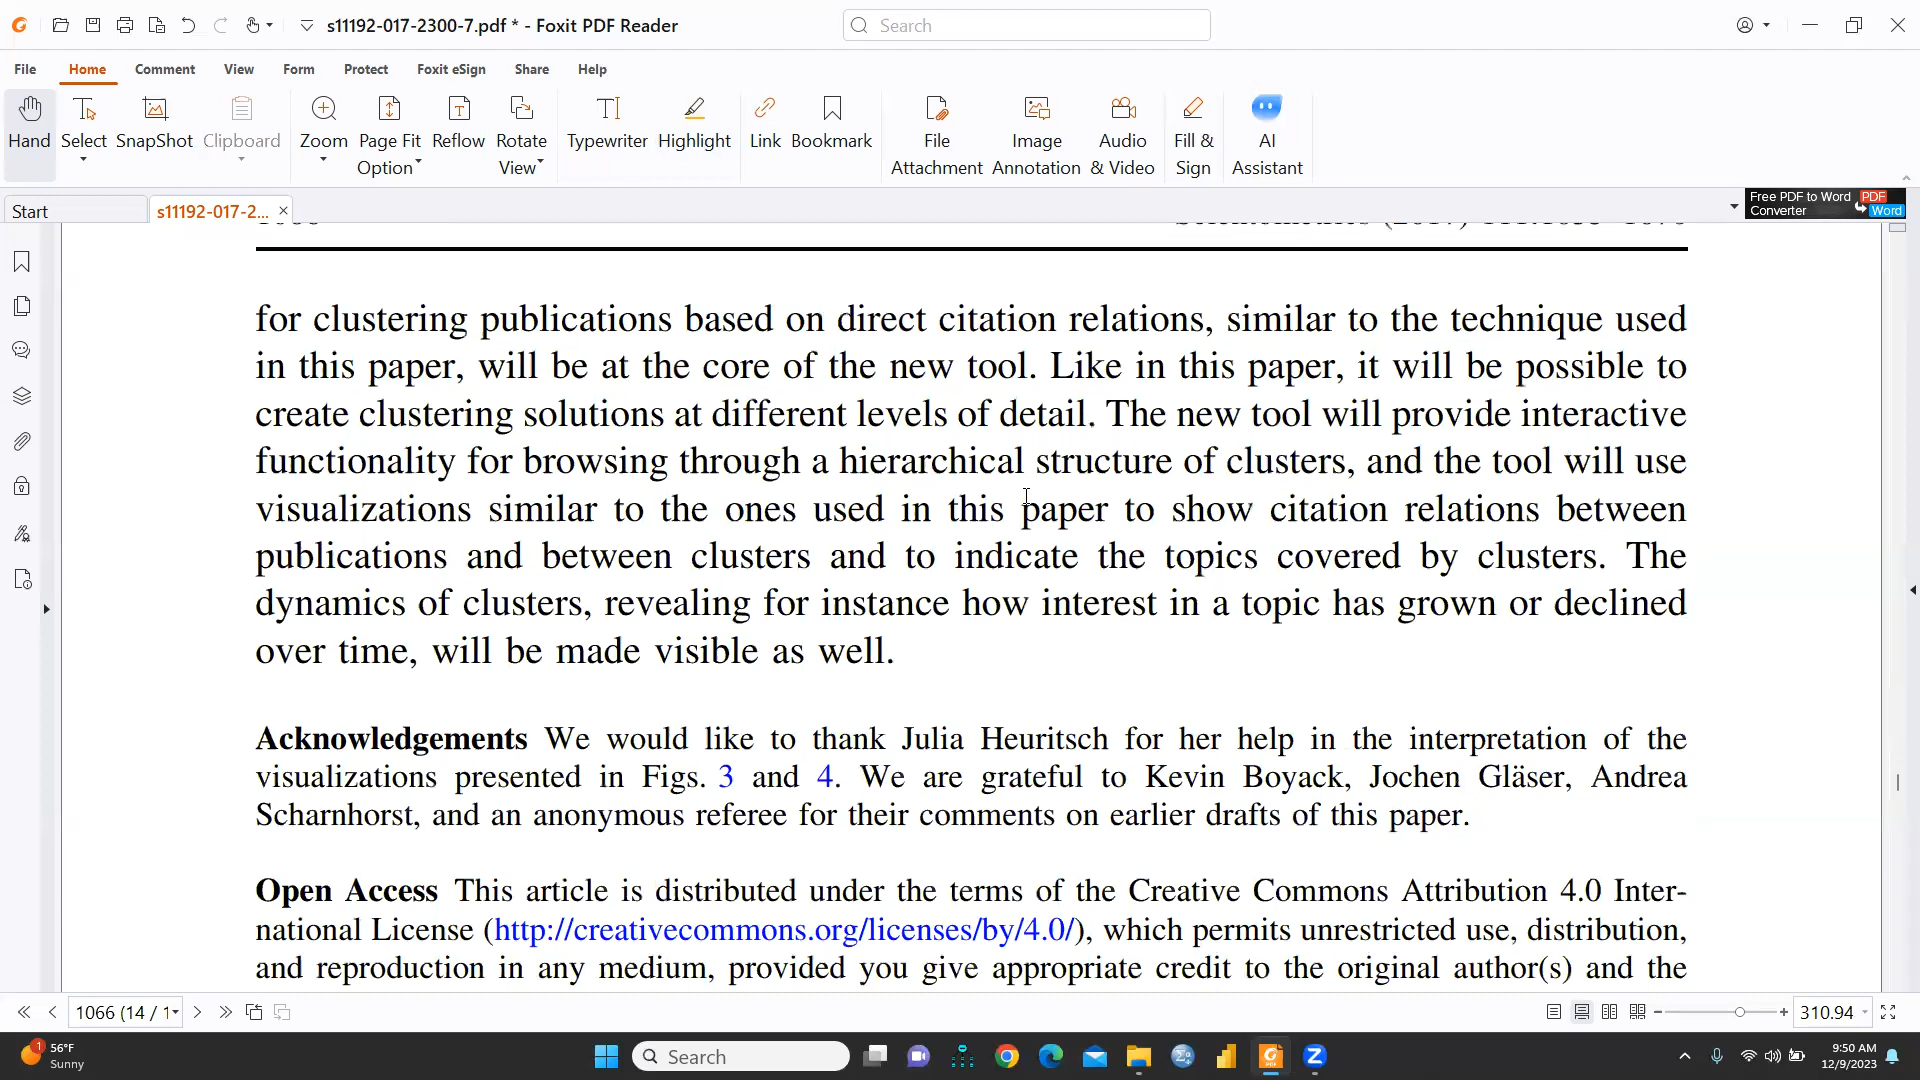 s11192-017-2300-7.pdf * - Foxit PDF Reader
Search
File Home Comment View Form Protect Foxit eSign Share Help
Hand Select SnapShot Clipboard Zoom Page Fit Option Reflow Rotate View Typewriter Highlight Link Bookmark File Attachment Image Annotation Audio & Video Fill & Sign AI Assistant
Start
s11192-017-2...
Free PDF to Word Converter
PDF
Word
for clustering publications based on direct citation relations, similar to the technique used
in this paper, will be at the core of the new tool. Like in this paper, it will be possible to
create clustering solutions at different levels of detail. The new tool will provide interactive
functionality for browsing through a hierarchical structure of clusters, and the tool will use
visualizations similar to the ones used in this paper to show citation relations between
publications and between clusters and to indicate the topics covered by clusters. The
dynamics of clusters, revealing for instance how interest in a topic has grown or declined
over time, will be made visible as well.
Acknowledgements We would like to thank Julia Heuritsch for her help in the interpretation of the
visualizations presented in Figs. 3 and 4. We are grateful to Kevin Boyack, Jochen Gläser, Andrea
Scharnhorst, and an anonymous referee for their comments on earlier drafts of this paper.
Open Access This article is distributed under the terms of the Creative Commons Attribution 4.0 Inter-
national License (http://creativecommons.org/licenses/by/4.0/), which permits unrestricted use, distribution,
and reproduction in any medium, provided you give appropriate credit to the original author(s) and the
1066 (14 / 1
310.94
1
56°F
Sunny
Search
9:50 AM
12/9/2023